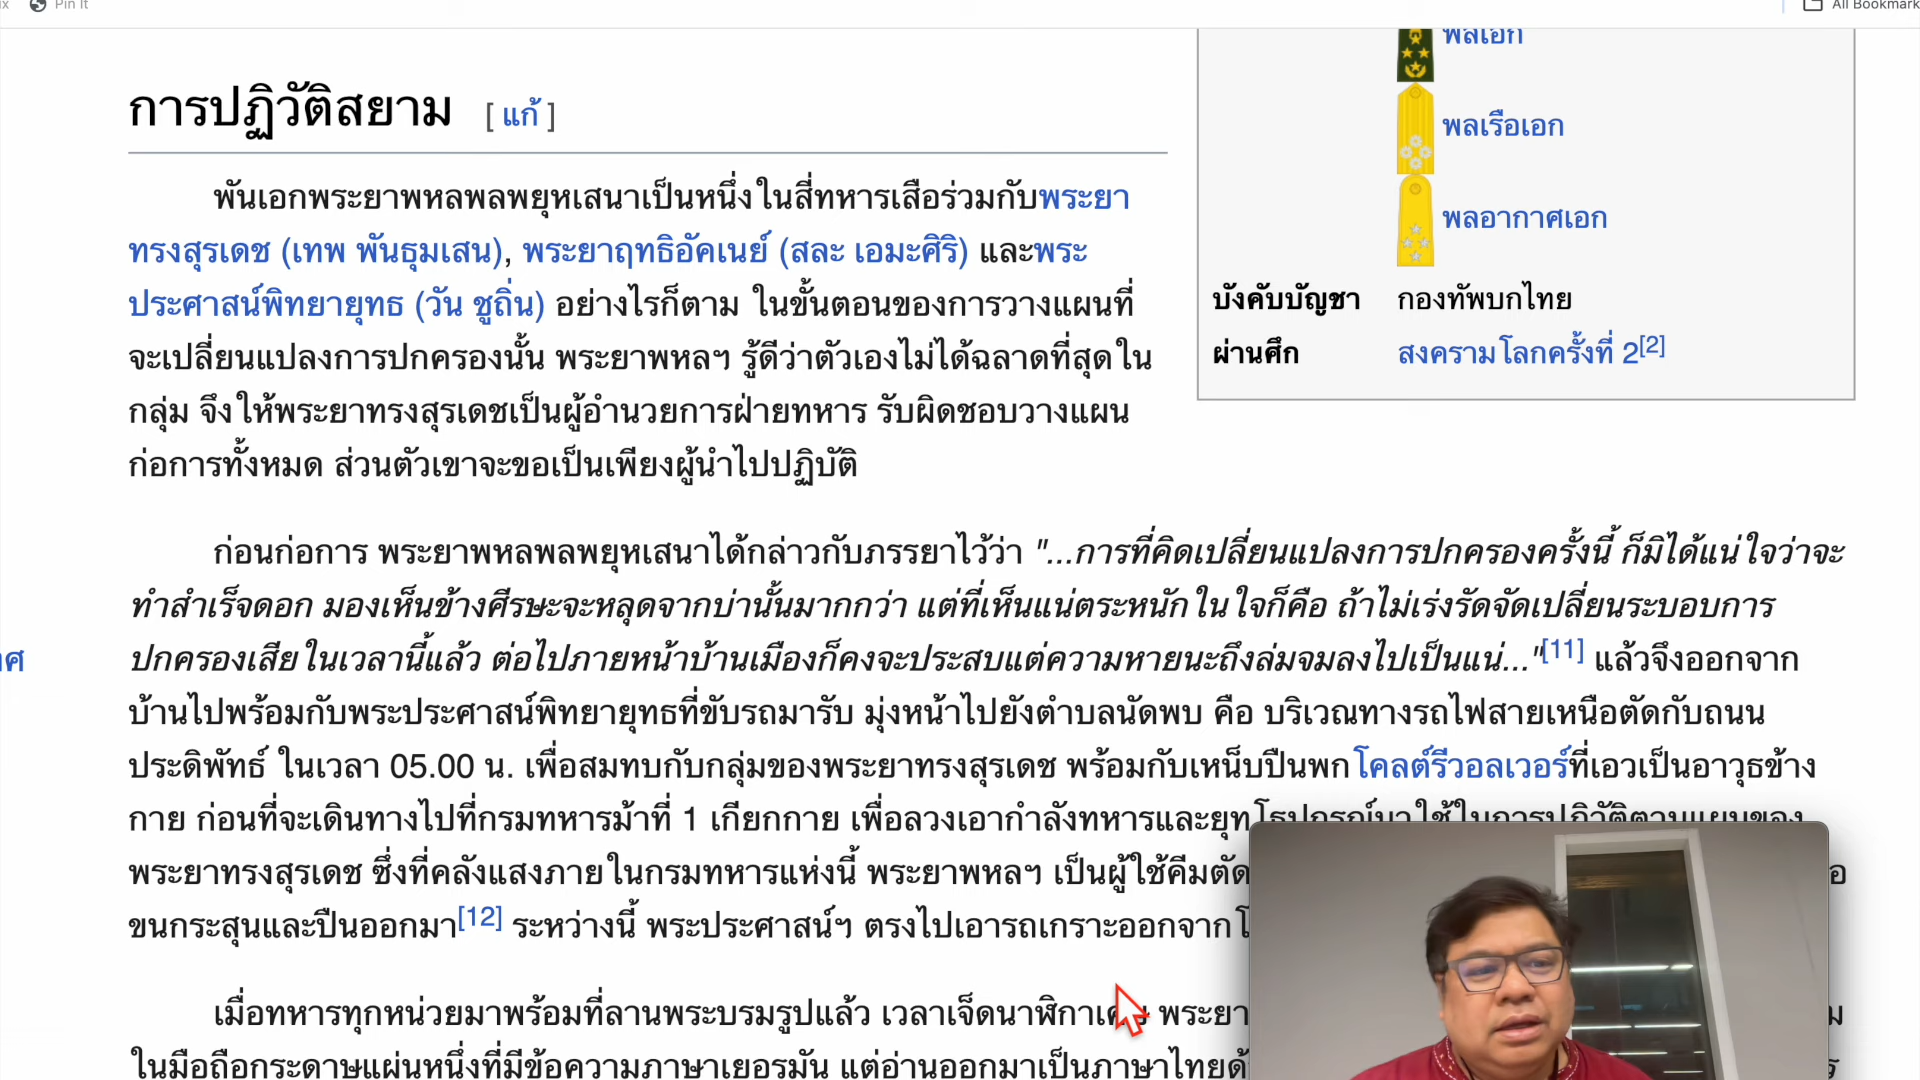 Pin It
All Bookmark
พลเอก
การปฏิวัติสยาม [ แก้ ]
พลเรือเอก
พลอากาศเอก
บังคับบัญชา กองทัพบกไทย
ผ่านศึก สงครามโลกครั้งที่ 2[2]
พันเอกพระยาพหลพลพยุหเสนาเป็นหนึ่งในสี่ทหารเสือร่วมกับพระยา
ทรงสุรเดช (เทพ พันธุมเสน), พระยาฤทธิอัคเนย์ (สละ เอมะศิริ) และพระ
ประศาสน์พิทยายุทธ (วัน ชูถิ่น) อย่างไรก็ตาม ในขั้นตอนของการวางแผนที่
จะเปลี่ยนแปลงการปกครองนั้น พระยาพหลฯ รู้ดีว่าตัวเองไม่ได้ฉลาดที่สุดใน
กลุ่ม จึงให้พระยาทรงสุรเดชเป็นผู้อำนวยการฝ่ายทหาร รับผิดชอบวางแผน
ก่อการทั้งหมด ส่วนตัวเขาจะขอเป็นเพียงผู้นำไปปฏิบัติ
ก่อนก่อการ พระยาพหลพลพยุหเสนาได้กล่าวกับภรรยาไว้ว่า "...การที่คิดเปลี่ยนแปลงการปกครองครั้งนี้ ก็มิได้แน่ใจว่าจะ
ทำสำเร็จดอก มองเห็นข้างศีรษะจะหลุดจากบ่านั้นมากกว่า แต่ที่เห็นแน่ตระหนักในใจก็คือ ถ้าไม่เร่งรัดจัดเปลี่ยนระบอบการ
ปกครองเสียในเวลานี้แล้ว ต่อไปภายหน้าบ้านเมืองก็คงจะประสบแต่ความหายนะถึงล่มจมลงไปเป็นแน่..."[11] แล้วจึงออกจาก
บ้านไปพร้อมกับพระประศาสน์พิทยายุทธที่ขับรถมารับ มุ่งหน้าไปยังตำบลนัดพบ คือ บริเวณทางรถไฟสายเหนือตัดกับถนน
ประดิพัทธ์ ในเวลา 05.00 น. เพื่อสมทบกับกลุ่มของพระยาทรงสุรเดช พร้อมกับเหน็บปืนพกโคลต์รีวอลเวอร์ที่เอวเป็นอาวุธข้าง
กาย ก่อนที่จะเดินทางไปที่กรมทหารม้าที่ 1 เกียกกาย เพื่อลวงเอากำลังทหารและยุทโธปกรณ์มาใช้ในการปฏิวัติตามแผนของ
พระยาทรงสุรเดช ซึ่งที่คลังแสงภายในกรมทหารแห่งนี้ พระยาพหลฯ เป็นผู้ใช้คีมตัด
ขนกระสุนและปืนออกมา[12] ระหว่างนี้ พระประศาสน์ฯ ตรงไปเอารถเกราะออกจาก
เมื่อทหารทุกหน่วยมาพร้อมที่ลานพระบรมรูปแล้ว เวลาเจ็ดนาฬิกาเศษ พระยา
ในมือถือกระดาษแผ่นหนึ่งที่มีข้อความภาษาเยอรมัน แต่อ่านออกมาเป็นภาษาไทย